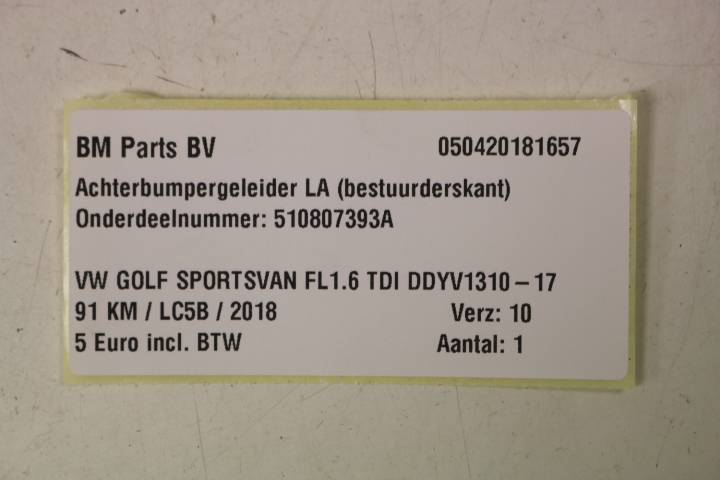 BM Parts BV 050420181657
Achterbumpergeleider LA (bestuurderskant)
Onderdeelnummer: 510807393A
VW GOLF SPORTSVAN FL1.6 TDI DDYV1310 – 17
91 KM / LC5B / 2018 Verz: 10
5 Euro incl. BTW Aantal: 1